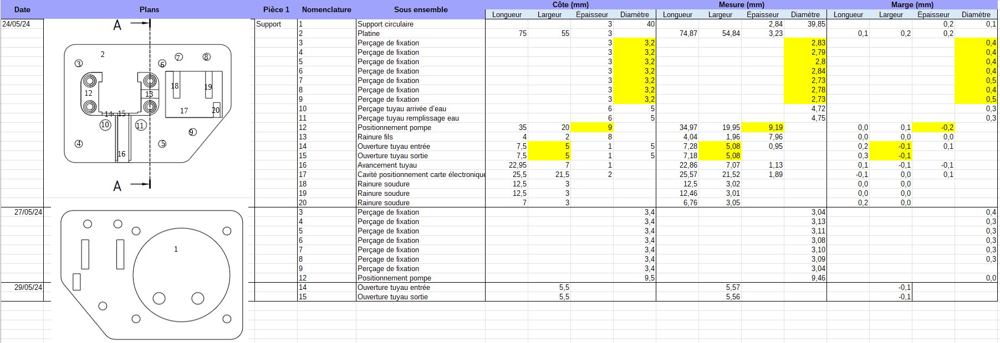 Date Plans Pièce 1 Nomenclature Sous ensemble Côte (mm) Mesure (mm) Marge (mm)
Longueur Largeur Épaisseur Diamètre Longueur Largeur Épaisseur Diamètre Longueur Largeur Épaisseur Diamètre
24/05/24 Support 1 Support circulaire 3 40 2,84 39,85 0,2 0,1
2 Platine 75 55 3 74,87 54,84 3,23 0,1 0,2 0,2
3 Perçage de fixation 3 3,2 2,83 0,4
4 Perçage de fixation 3 3,2 2,79 0,4
5 Perçage de fixation 3 3,2 2,8 0,4
6 Perçage de fixation 3 3,2 2,84 0,4
7 Perçage de fixation 3 3,2 2,73 0,5
8 Perçage de fixation 3 3,2 2,78 0,4
9 Perçage de fixation 3 3,2 2,73 0,5
10 Perçage tuyau arrivée d'eau 6 5 4,72 0,3
11 Perçage tuyau remplissage eau 6 5 4,75 0,3
12 Positionnement pompe 35 20 9 34,97 19,95 9,19 0,0 0,1 -0,2
13 Rainure fils 4 2 8 4,04 1,96 7,96 0,0 0,0 0,0
14 Ouverture tuyau entrée 7,5 5 1 5 7,28 5,08 0,95 0,2 -0,1 0,1
15 Ouverture tuyau sortie 7,5 5 1 5 7,18 5,08 0,3 -0,1
16 Avancement tuyau 22,95 7 1 22,86 7,07 1,13 0,1 -0,1 -0,1
17 Cavité positionnement carte électronique 25,5 21,5 2 25,57 21,52 1,89 -0,1 0,0 0,1
18 Rainure soudure 12,5 3 12,5 3,02 0,0 0,0
19 Rainure soudure 12,5 3 12,46 3,01 0,0 0,0
20 Rainure soudure 7 3 6,76 3,05 0,2 0,0
27/05/24 3 Perçage de fixation 3,4 3,04 0,4
4 Perçage de fixation 3,4 3,13 0,3
5 Perçage de fixation 3,4 3,11 0,3
6 Perçage de fixation 3,4 3,08 0,3
7 Perçage de fixation 3,4 3,10 0,3
8 Perçage de fixation 3,4 3,09 0,3
9 Perçage de fixation 3,4 3,04
12 Positionnement pompe 9,5 9,46 0,0
29/05/24 14 Ouverture tuyau entrée 5,5 5,57 -0,1
15 Ouverture tuyau sortie 5,5 5,56 -0,1
A
2
7 8
3 6
18 19
12 13
17 20
14 15
10 11
9
4 5
16
A
1